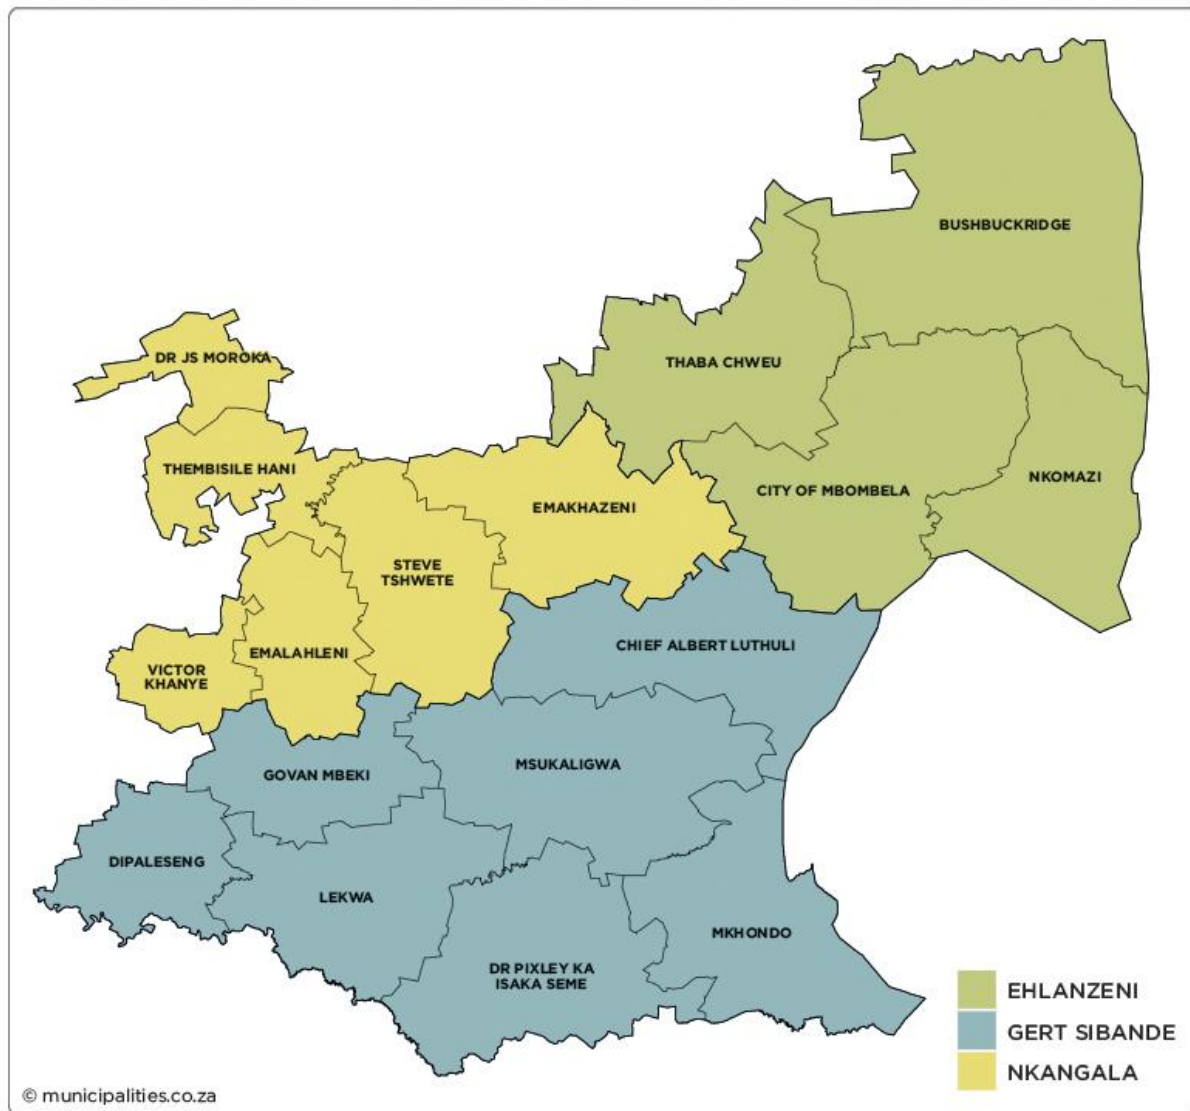 BUSHBUCKRIDGE
DR JS MOROKA
THABA CHWEU
THEMBISILE HANI
NKOMAZI
CITY OF MBOMBELA
EMAKHAZENI
STEVE
TSHWETE
CHIEF ALBERT LUTHULI
EMALAHLENI
VICTOR
KHANYE
MSUKALIGWA
GOVAN MBEKI
DIPALESENG
LEKWA
MKHONDO
DR PIXLEY KA
ISAKA SEME
EHLANZENI
GERT SIBANDE
NKANGALA
© municipalities.co.za